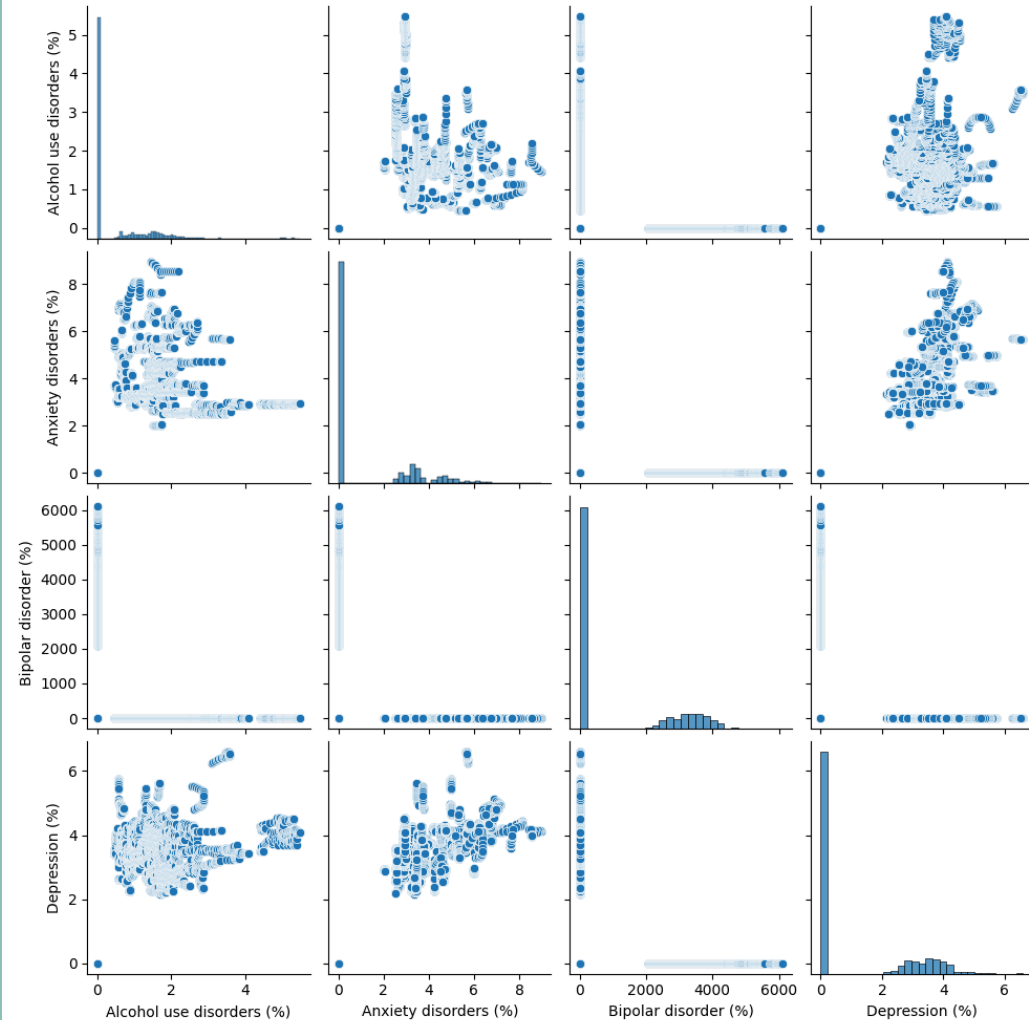 Alcohol use disorders (%)
5
4
3
2
1
0
Anxiety disorders (%)
8
6
4
2
0
Bipolar disorder (%)
6000
5000
4000
3000
2000
1000
0
Depression (%)
6
4
2
0
0 2 4
0 2 4 6 8
0 2000 4000 6000
0 2 4 6
Alcohol use disorders (%) Anxiety disorders (%) Bipolar disorder (%) Depression (%)